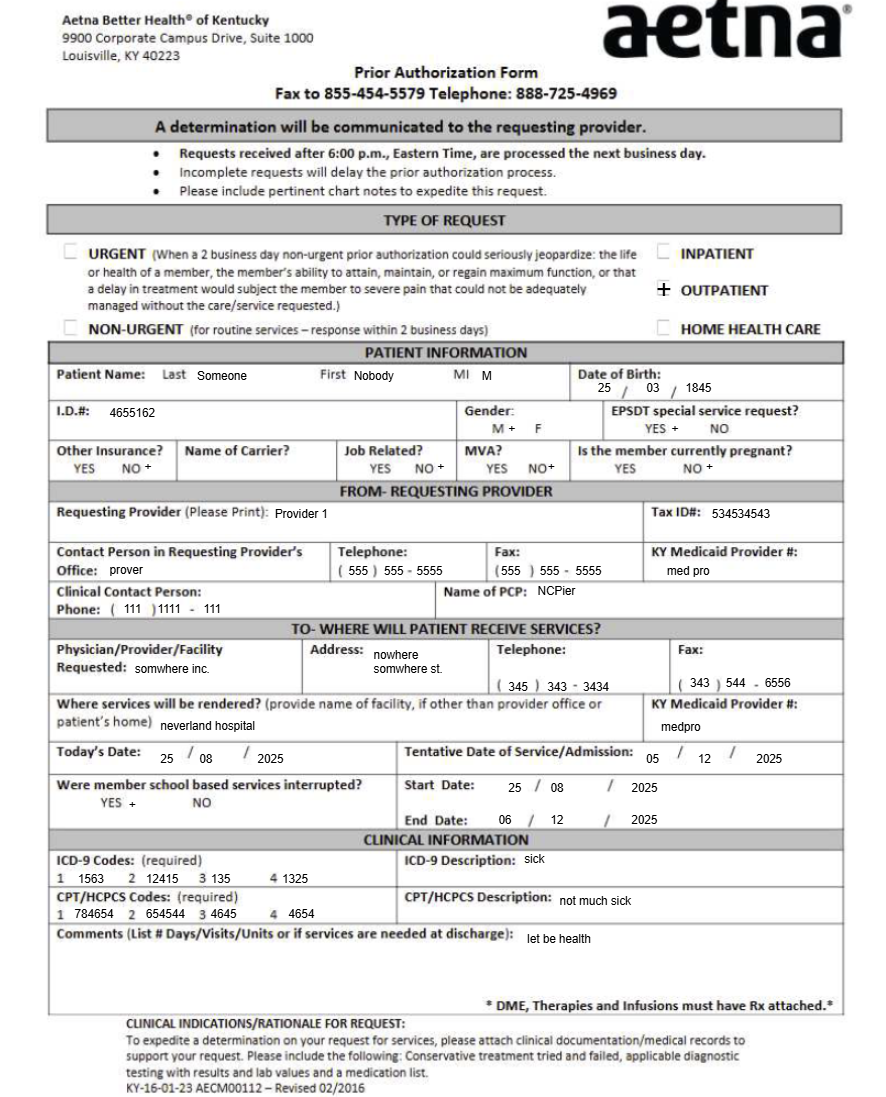 Aetna Better Health® of Kentucky
9900 Corporate Campus Drive, Suite 1000
Louisville, KY 40223
aetna®
Prior Authorization Form
Fax to 855-454-5579 Telephone: 888-725-4969
A determination will be communicated to the requesting provider.
• Requests received after 6:00 p.m., Eastern Time, are processed the next business day.
• Incomplete requests will delay the prior authorization process.
• Please include pertinent chart notes to expedite this request.
TYPE OF REQUEST
URGENT (When a 2 business day non-urgent prior authorization could seriously jeopardize: the life
or health of a member, the member's ability to attain, maintain, or regain maximum function, or that
a delay in treatment would subject the member to severe pain that could not be adequately
managed without the care/service requested.)
NON-URGENT (for routine services – response within 2 business days)
INPATIENT
+ OUTPATIENT
HOME HEALTH CARE
PATIENT INFORMATION
Patient Name: Last Someone First Nobody MI M
Date of Birth:
25 / 03 / 1845
I.D.#: 4655162
Gender:
M + F
EPSDT special service request?
YES + NO
Other Insurance?
YES NO +
Name of Carrier?
Job Related?
YES NO +
MVA?
YES NO+
Is the member currently pregnant?
YES NO +
FROM- REQUESTING PROVIDER
Requesting Provider (Please Print): Provider 1
Tax ID#: 534534543
Contact Person in Requesting Provider's
Office: prover
Telephone:
( 555 ) 555 - 5555
Fax:
(555 ) 555 - 5555
KY Medicaid Provider #:
med pro
Clinical Contact Person:
Phone: ( 111 )1111 - 111
Name of PCP: NCPier
TO- WHERE WILL PATIENT RECEIVE SERVICES?
Physician/Provider/Facility
Requested: somwhere inc.
Address: nowhere
somwhere st.
Telephone:
( 345 ) 343 - 3434
Fax:
( 343 ) 544 - 6556
Where services will be rendered? (provide name of facility, if other than provider office or
patient's home) neverland hospital
KY Medicaid Provider #:
medpro
Today's Date: 25 / 08 / 2025
Tentative Date of Service/Admission: 05 / 12 / 2025
Were member school based services interrupted?
YES + NO
Start Date: 25 / 08 / 2025
End Date: 06 / 12 / 2025
CLINICAL INFORMATION
ICD-9 Codes: (required)
1 1563 2 12415 3 135 4 1325
ICD-9 Description: sick
CPT/HCPCS Codes: (required)
1 784654 2 654544 3 4645 4 4654
CPT/HCPCS Description: not much sick
Comments (List # Days/Visits/Units or if services are needed at discharge): let be health
* DME, Therapies and Infusions must have Rx attached.*
CLINICAL INDICATIONS/RATIONALE FOR REQUEST:
To expedite a determination on your request for services, please attach clinical documentation/medical records to
support your request. Please include the following: Conservative treatment tried and failed, applicable diagnostic
testing with results and lab values and a medication list.
KY-16-01-23 AECM00112 – Revised 02/2016